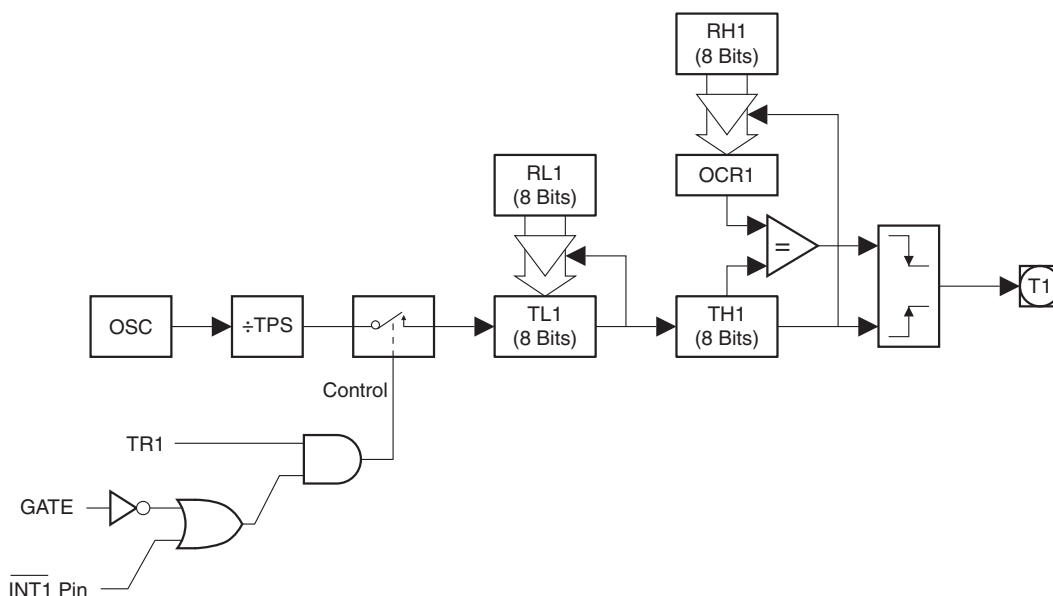 RH1
(8 Bits)
RL1
(8 Bits)
OCR1
=
T1
OSC
÷TPS
TL1
(8 Bits)
TH1
(8 Bits)
Control
TR1
GATE
I̅N̅T̅1̅ Pin